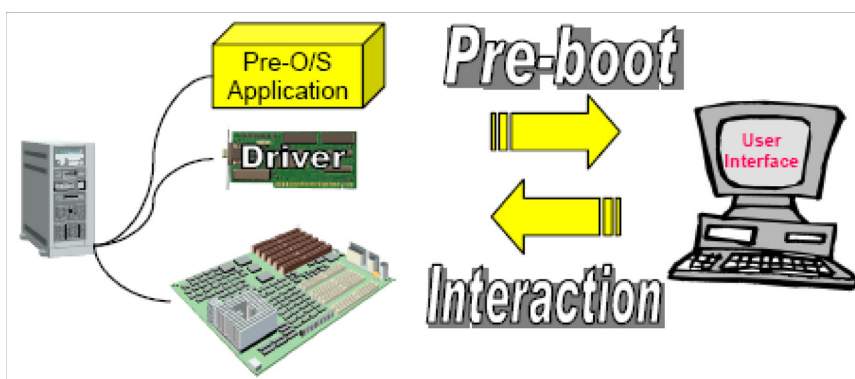 Pre-O/S
Application
Driver
Pre-boot
User
Interface
Interaction